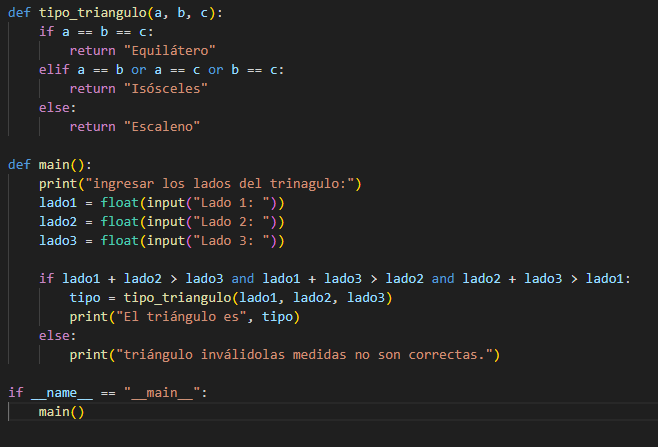 def tipo_triangulo(a, b, c):
    if a == b == c:
        return "Equilátero"
    elif a == b or a == c or b == c:
        return "Isósceles"
    else:
        return "Escaleno"

def main():
    print("ingresar los lados del trinagulo:")
    lado1 = float(input("Lado 1: "))
    lado2 = float(input("Lado 2: "))
    lado3 = float(input("Lado 3: "))

    if lado1 + lado2 > lado3 and lado1 + lado3 > lado2 and lado2 + lado3 > lado1:
        tipo = tipo_triangulo(lado1, lado2, lado3)
        print("El triángulo es", tipo)
    else:
        print("triángulo inválidolas medidas no son correctas.")

if __name__ == "__main__":
    main()